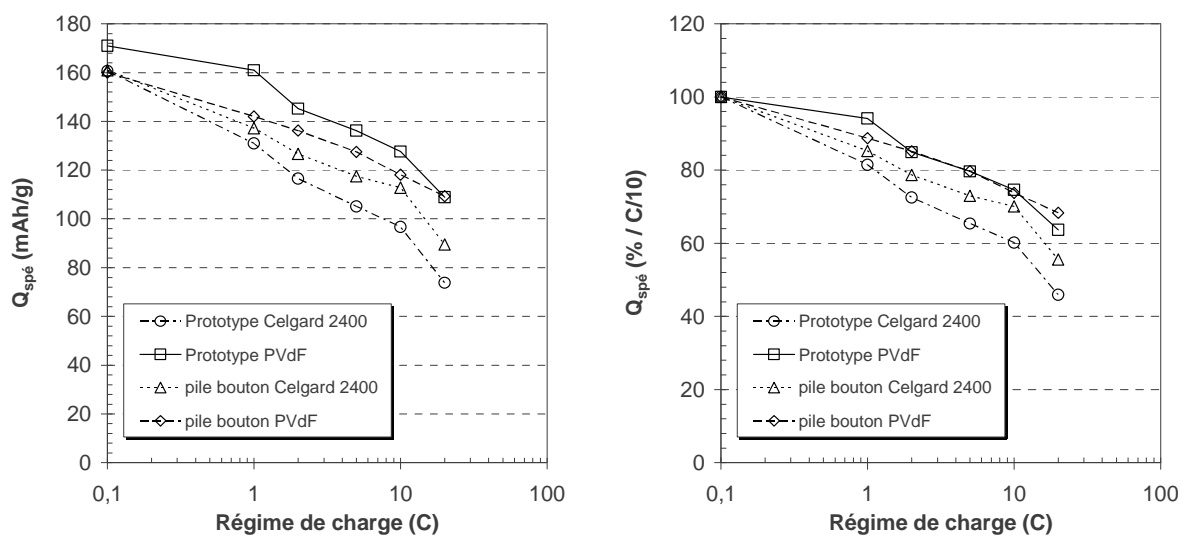 180
160
140
120
100
80
60
40
20
0
Q_spé (mAh/g)
Prototype Celgard 2400
Prototype PVdF
pile bouton Celgard 2400
pile bouton PVdF
0,1 1 10 100
Régime de charge (C)
120
100
80
60
40
20
0
Q_spé (% / C/10)
Prototype Celgard 2400
Prototype PVdF
pile bouton Celgard 2400
pile bouton PVdF
0,1 1 10 100
Régime de charge (C)